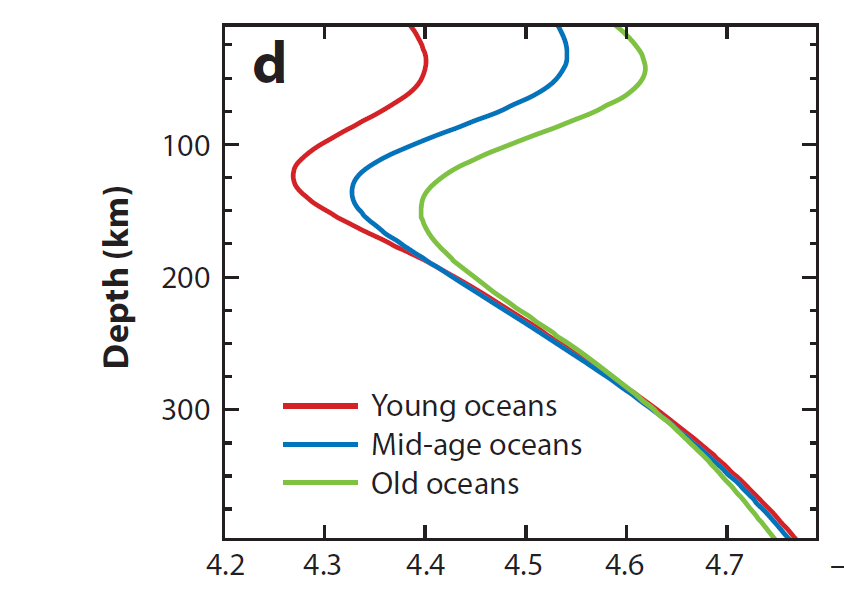 d
100
200
300
Depth (km)
Young oceans
Mid-age oceans
Old oceans
4.2 4.3 4.4 4.5 4.6 4.7 –